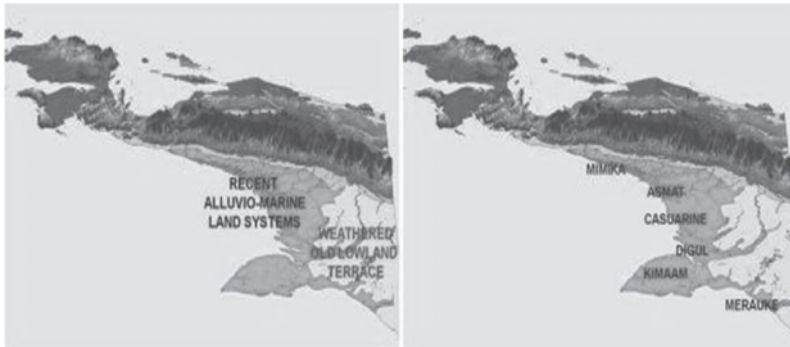 RECENT
ALLUVIO-MARINE
LAND SYSTEMS
WEATHERED
OLD LOWLAND
TERRACE
MIMIKA
ASMAT
CASUARINE
DIGUL
KIMAAM
MERAUKE